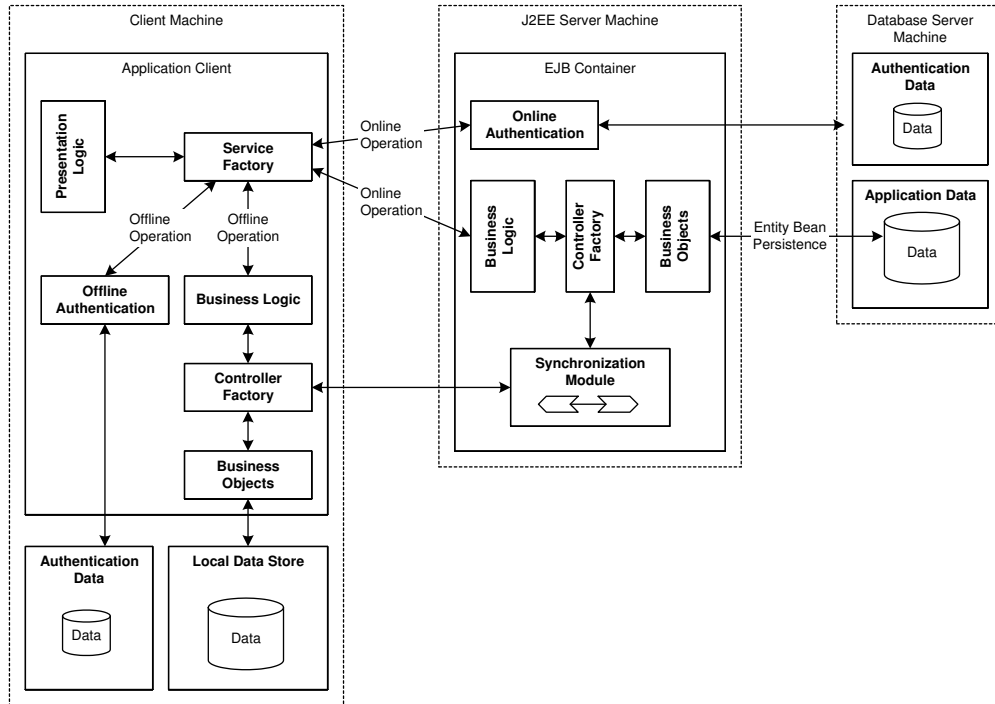 Client Machine
Application Client
Presentation
Logic
Service
Factory
Offline
Operation
Offline
Operation
Offline
Authentication
Business Logic
Controller
Factory
Business
Objects
Authentication
Data
Data
Local Data Store
Data
Online
Operation
Online
Operation
J2EE Server Machine
EJB Container
Online
Authentication
Business
Logic
Controller
Factory
Business
Objects
Synchronization
Module
Entity Bean
Persistence
Database Server
Machine
Authentication
Data
Data
Application Data
Data